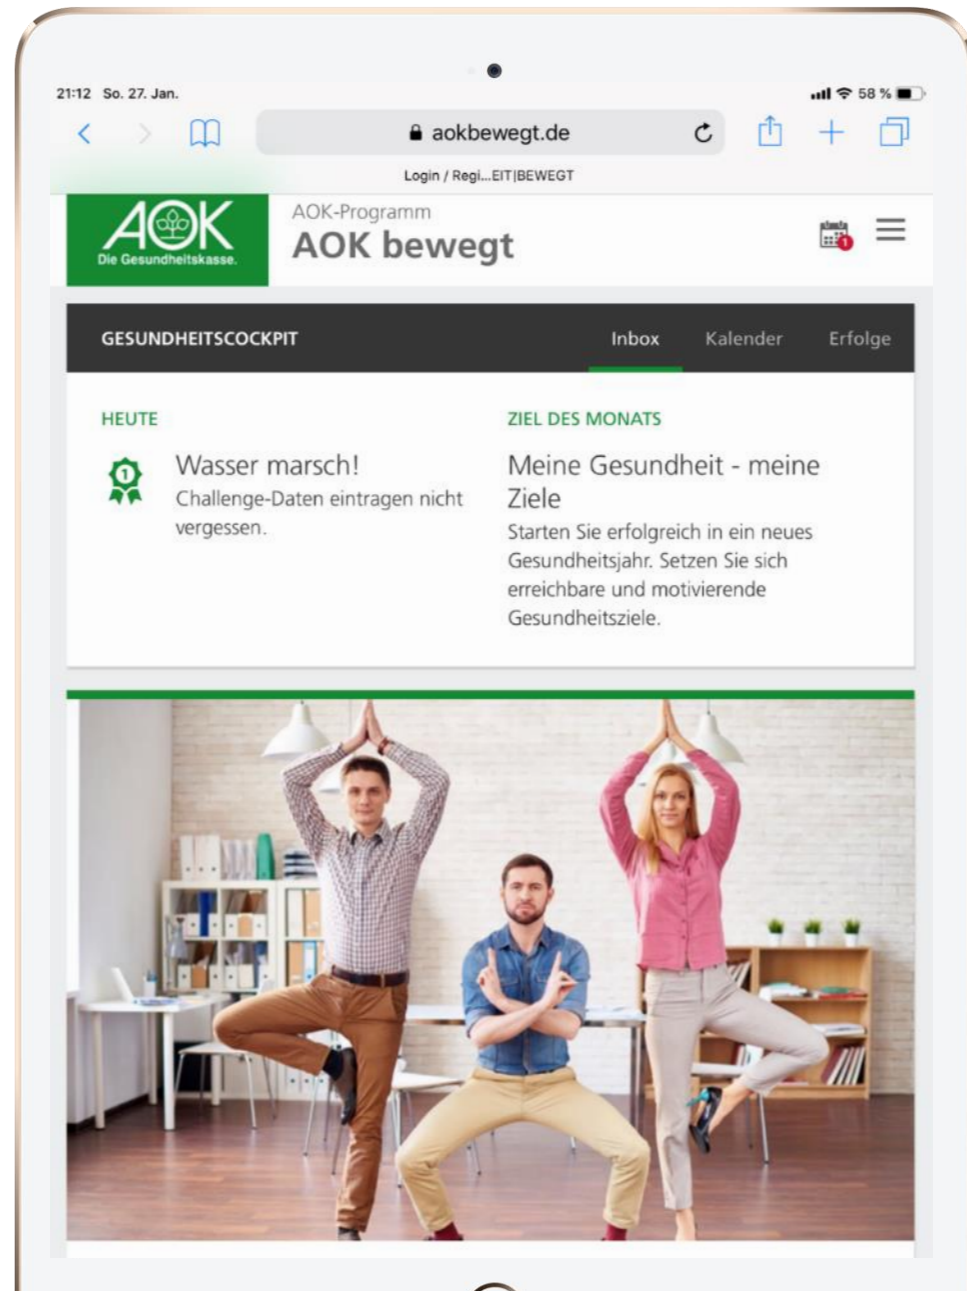 21:12 So. 27. Jan.
58 %
aokbewegt.de
Login / Regi...EIT|BEWEGT
AOK
Die Gesundheitskasse.
AOK-Programm
AOK bewegt
1
GESUNDHEITSCOCKPIT
Inbox Kalender Erfolge
HEUTE
1
Wasser marsch!
Challenge-Daten eintragen nicht
vergessen.
ZIEL DES MONATS
Meine Gesundheit - meine
Ziele
Starten Sie erfolgreich in ein neues
Gesundheitsjahr. Setzen Sie sich
erreichbare und motivierende
Gesundheitsziele.